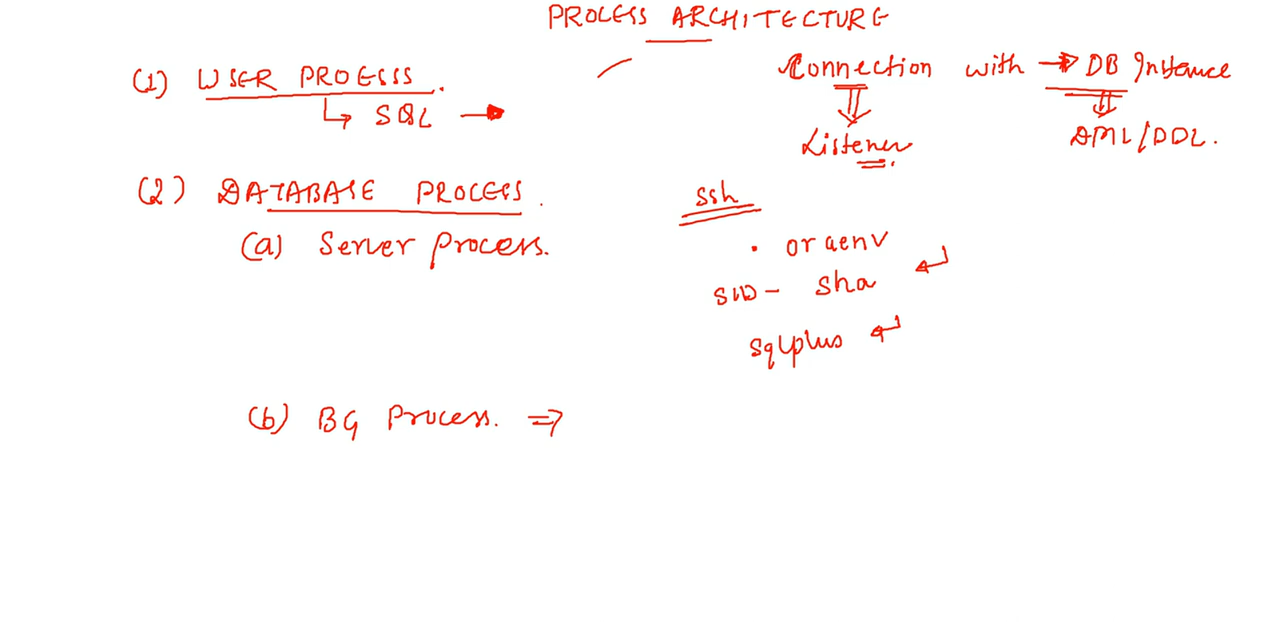 PROCESS ARCHITECTURE
(1) USER PROCESS.
↳ SQL →
Connection with → DB Instance
⇓ ⇓
Listener. DML/DDL.
(2) DATABASE PROCESS.
(a) Server process.
ssh
. oraenv
SID - sha ↵
sqlplus ↵
(b) BG Process. ⇒